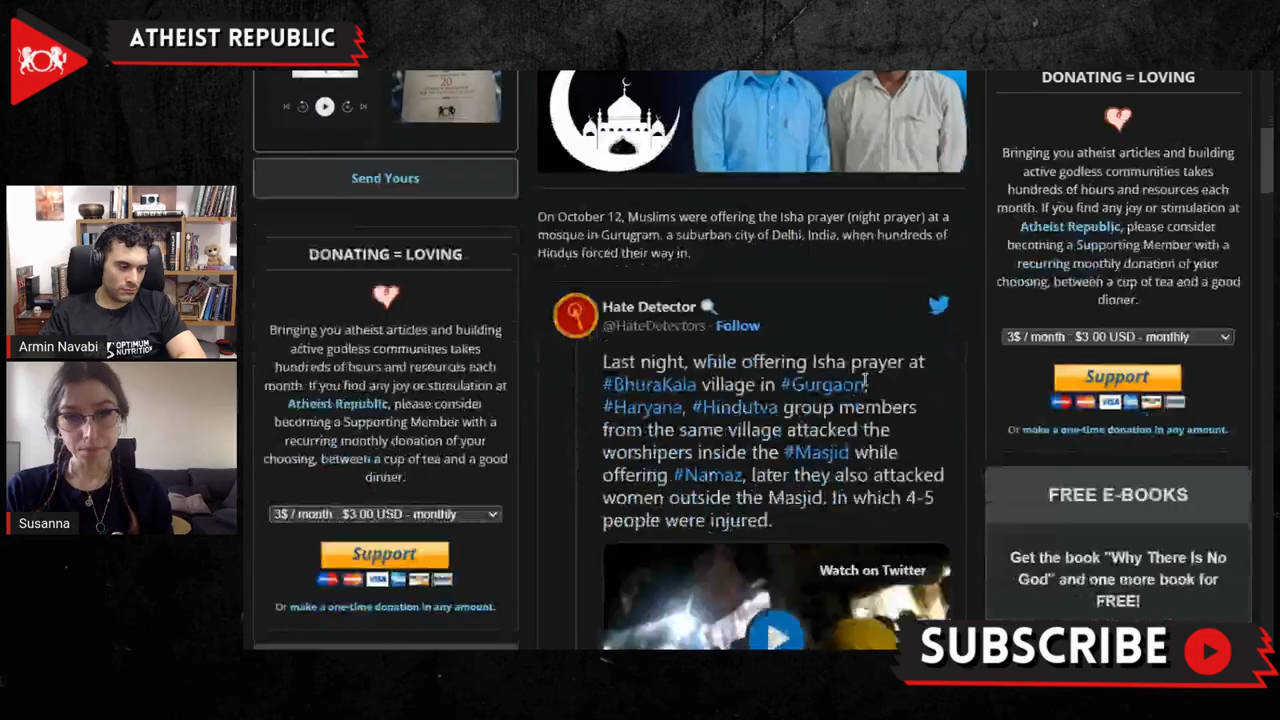 ATHEIST REPUBLIC
Armin Navabi
OPTIMUM
NUTRITION
Susanna
20
Send Yours
DONATING = LOVING
Bringing you atheist articles and building
active godless communities takes
hundreds of hours and resources each
month. If you find any joy or stimulation at
Atheist Republic, please consider
becoming a Supporting Member with a
recurring monthly donation of your
choosing, between a cup of tea and a good
dinner.
3$ / month : $3.00 USD - monthly
Support
VISA
Or make a one-time donation in any amount.
On October 12, Muslims were offering the Isha prayer (night prayer) at a
mosque in Gurugram, a suburban city of Delhi, India, when hundreds of
Hindus forced their way in.
Hate Detector
@HateDetectors · Follow
Last night, while offering Isha prayer at
#BhuraKala village in #Gurgaon,
#Haryana, #Hindutva group members
from the same village attacked the
worshipers inside the #Masjid while
offering #Namaz, later they also attacked
women outside the Masjid. In which 4-5
people were injured.
Watch on Twitter
DONATING = LOVING
Bringing you atheist articles and building
active godless communities takes
hundreds of hours and resources each
month. If you find any joy or stimulation at
Atheist Republic, please consider
becoming a Supporting Member with a
recurring monthly donation of your
choosing, between a cup of tea and a good
dinner.
3$ / month : $3.00 USD - monthly
Support
VISA
Or make a one-time donation in any amount.
FREE E-BOOKS
Get the book "Why There Is No
God" and one more book for
FREE!
SUBSCRIBE